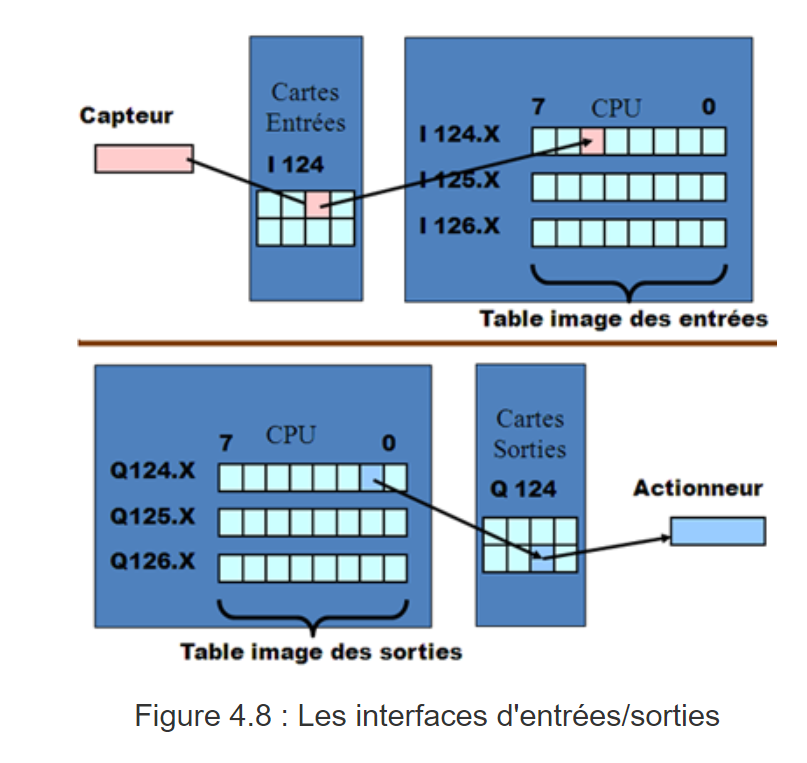 Capteur
Cartes
Entrées
I 124
7 CPU 0
I 124.X
I 125.X
I 126.X
Table image des entrées
7 CPU 0
Q124.X
Q125.X
Q126.X
Table image des sorties
Cartes
Sorties
Q 124
Actionneur
Figure 4.8 : Les interfaces d'entrées/sorties